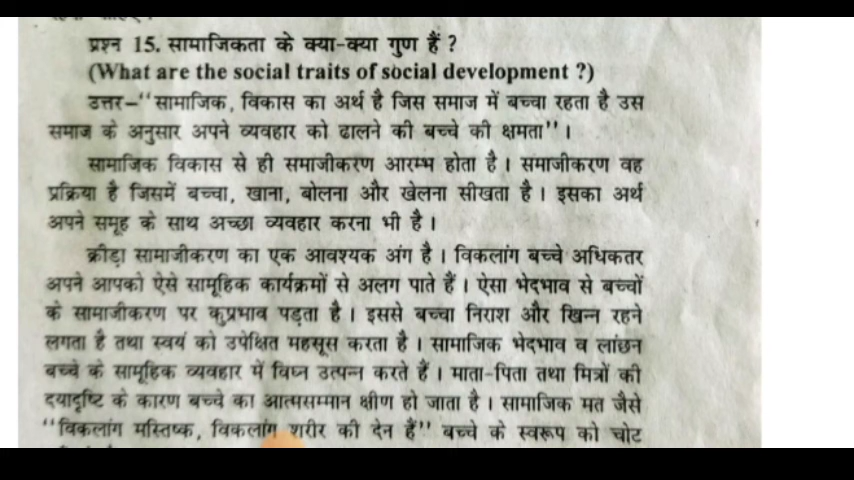 प्रश्न 15. सामाजिकता के क्या-क्या गुण हैं ?
(What are the social traits of social development ?)
उत्तर–"सामाजिक, विकास का अर्थ है जिस समाज में बच्चा रहता है उस
समाज के अनुसार अपने व्यवहार को ढालने की बच्चे की क्षमता"।
सामाजिक विकास से ही समाजीकरण आरम्भ होता है। समाजीकरण वह
प्रक्रिया है जिसमें बच्चा, खाना, बोलना और खेलना सीखता है। इसका अर्थ
अपने समूह के साथ अच्छा व्यवहार करना भी है।
क्रीड़ा सामाजीकरण का एक आवश्यक अंग है। विकलांग बच्चे अधिकतर
अपने आपको ऐसे सामूहिक कार्यक्रमों से अलग पाते हैं। ऐसा भेदभाव से बच्चों
के सामाजीकरण पर कुप्रभाव पड़ता है। इससे बच्चा निराश और खिन्न रहने
लगता है तथा स्वयं को उपेक्षित महसूस करता है। सामाजिक भेदभाव व लांछन
बच्चे के सामूहिक व्यवहार में विघ्न उत्पन्न करते हैं। माता-पिता तथा मित्रों की
दयादृष्टि के कारण बच्चे का आत्मसम्मान क्षीण हो जाता है। सामाजिक मत जैसे
"विकलांग मस्तिष्क, विकलांग शरीर की देन हैं" बच्चे के स्वरूप को चोट